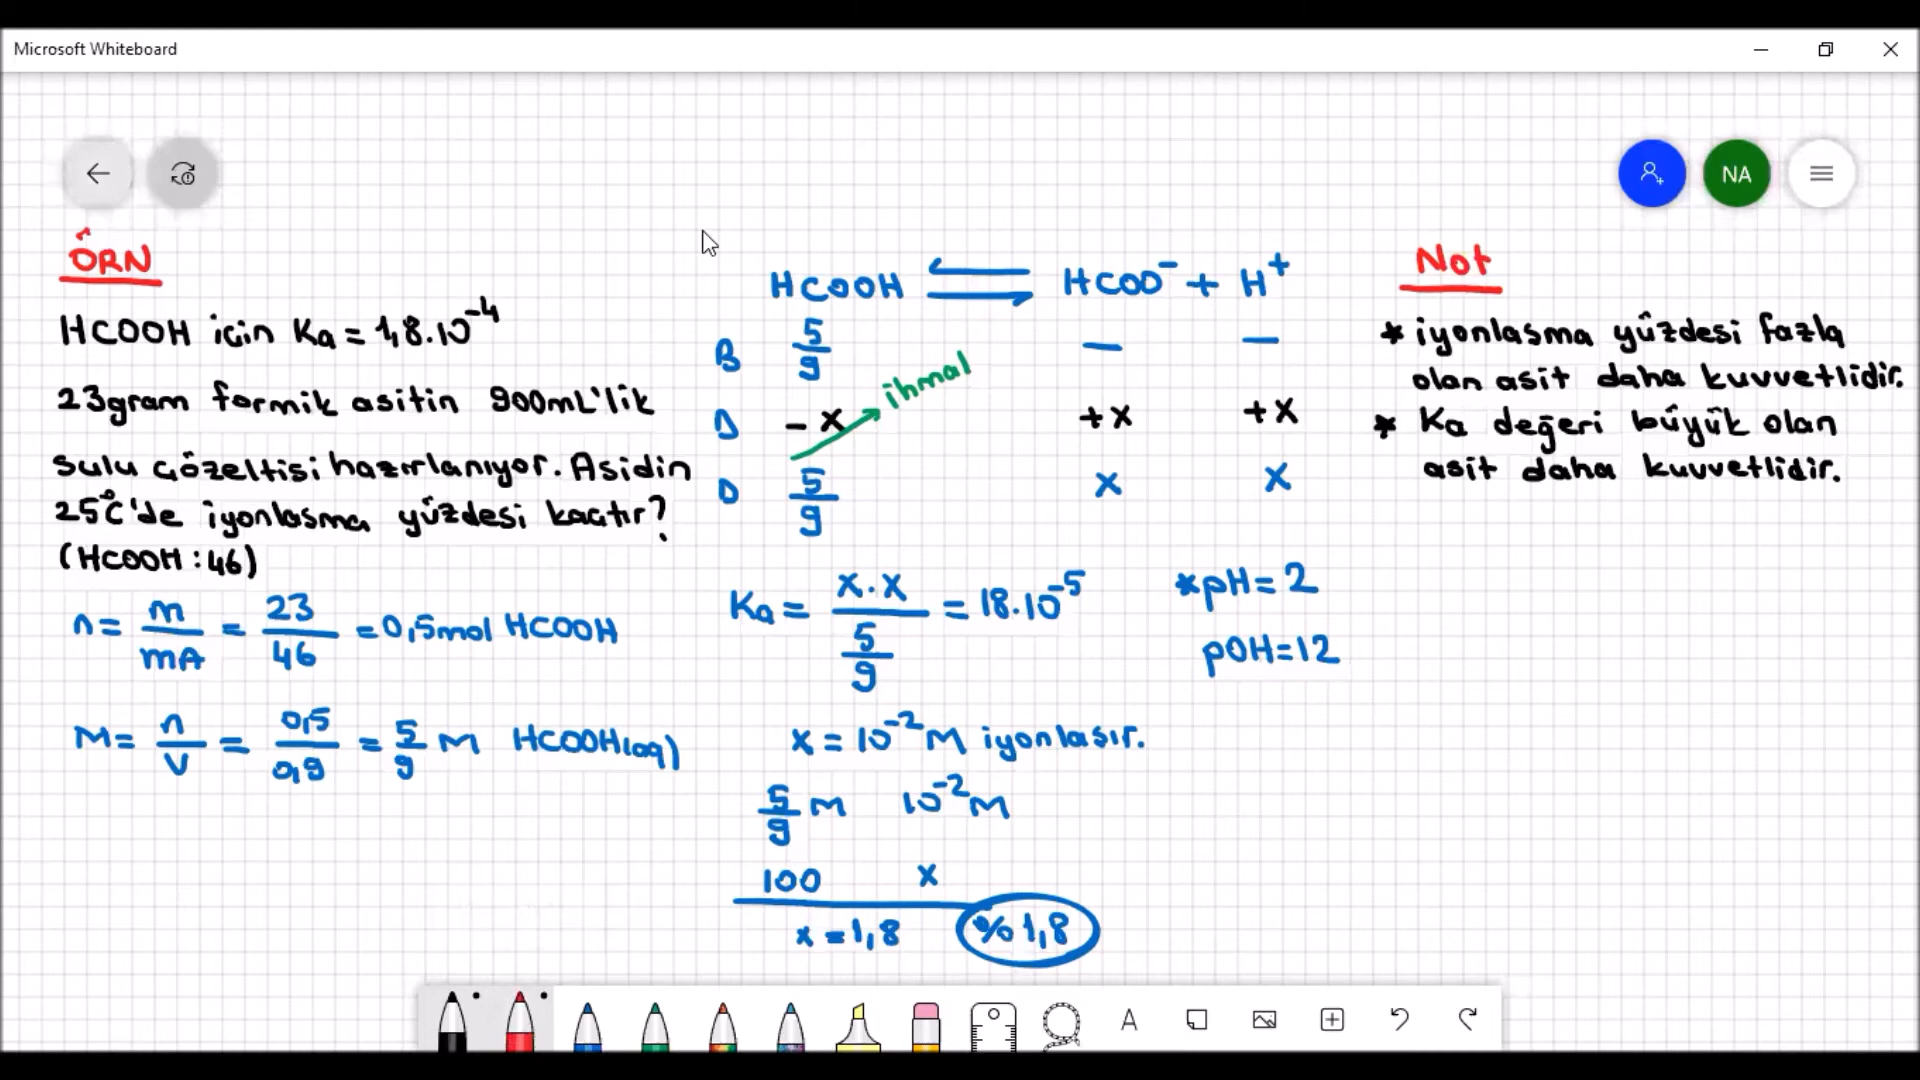 Microsoft Whiteboard
NA
ÖRN
HCOOH için Ka = 1,8.10⁻⁴
23gram formik asitin 900mL'lik
sulu çözeltisi hazırlanıyor. Asidin
25°C'de iyonlaşma yüzdesi kaçtır?
(HCOOH : 46)
n = m/mA = 23/46 = 0,5mol HCOOH
M = n/V = 0,5/0,9 = 5/9 M HCOOH(aq)
HCOOH ⇌ HCOO⁻ + H⁺
B 5/9 — —
D -x +x +x
ihmal
D 5/9 x x
Ka = x.x / 5/9 = 18.10⁻⁵
x = 10⁻² M iyonlaşır.
5/9 M 10⁻² M
100 x
x = 1,8 %1,8
*pH = 2
pOH = 12
Not
* iyonlaşma yüzdesi fazla
olan asit daha kuvvetlidir.
* Ka değeri büyük olan
asit daha kuvvetlidir.
A